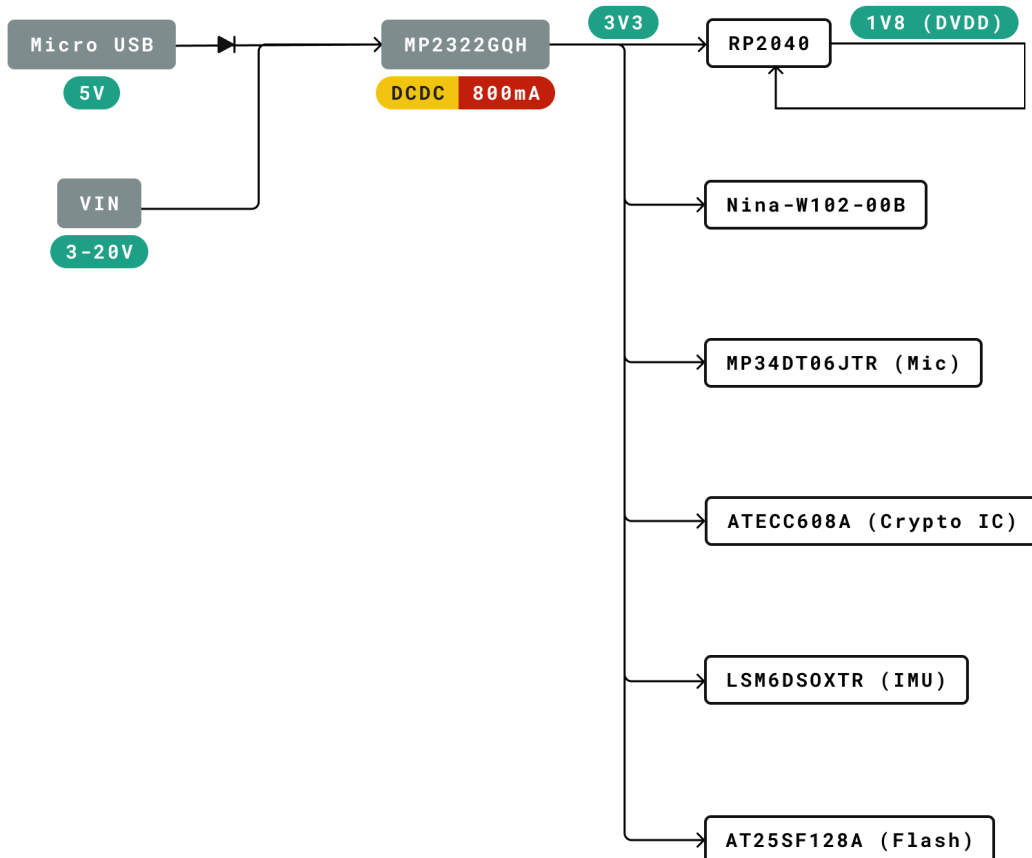 Micro USB
5V
VIN
3-20V
MP2322GQH
DCDC 800mA
3V3
RP2040
1V8 (DVDD)
Nina-W102-00B
MP34DT06JTR (Mic)
ATECC608A (Crypto IC)
LSM6DSOXTR (IMU)
AT25SF128A (Flash)